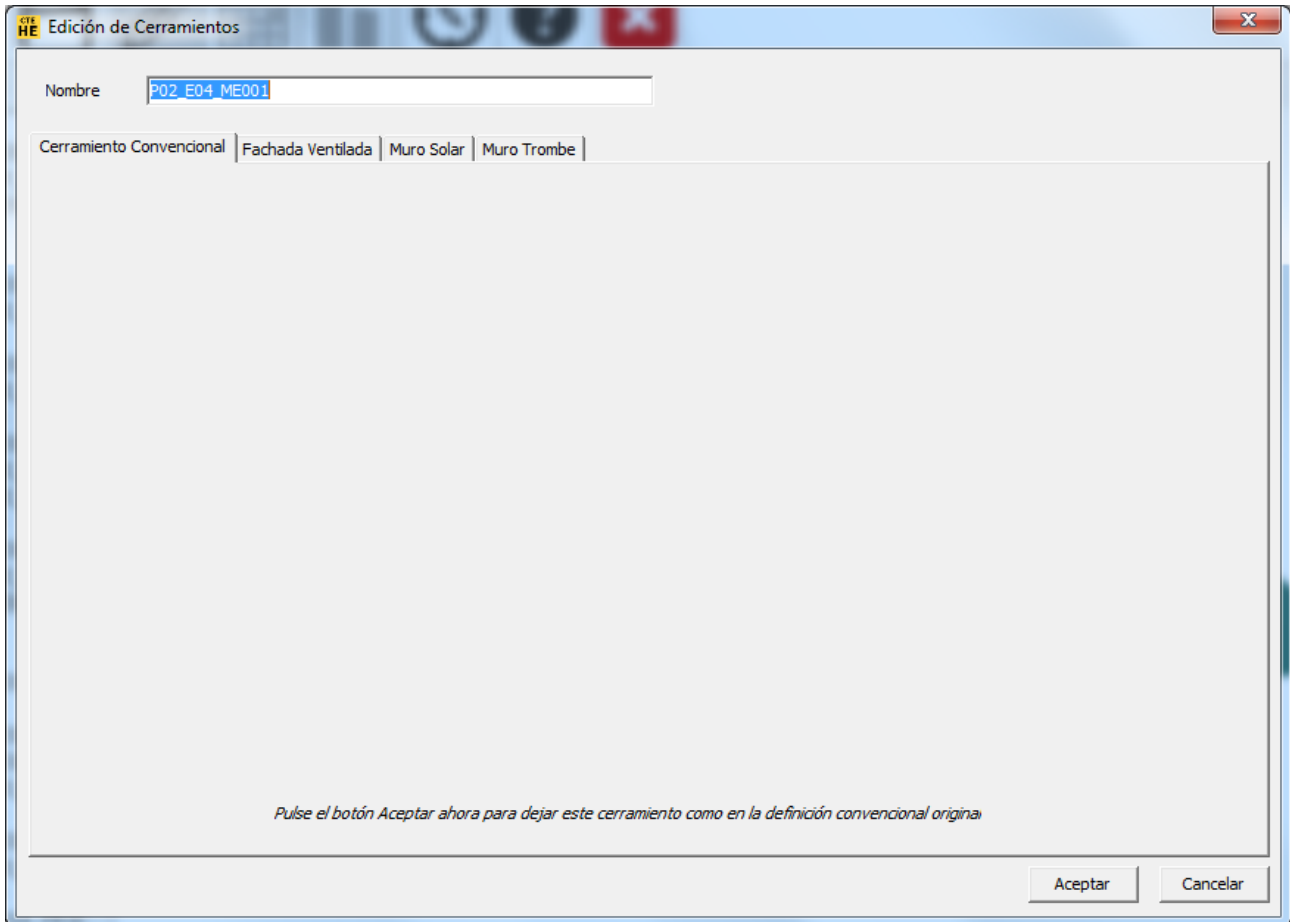 CTE
HE Edición de Cerramientos
Nombre P02_E04_ME001
Cerramiento Convencional Fachada Ventilada Muro Solar Muro Trombe
Pulse el botón Aceptar ahora para dejar este cerramiento como en la definición convencional original
Aceptar Cancelar